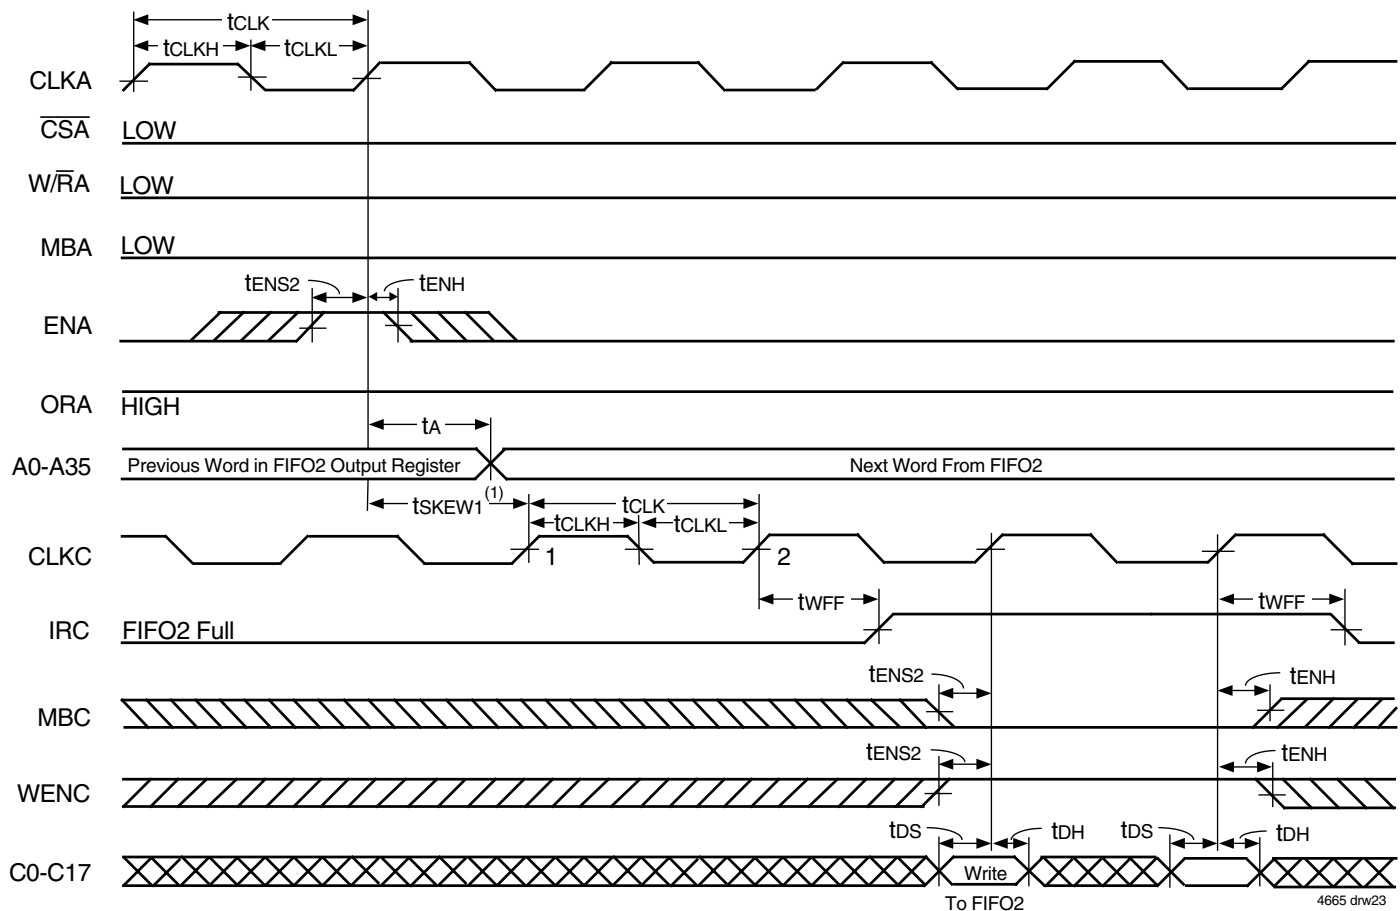 tCLK
tCLKH
tCLKL
CLKA
CSA
LOW
W/RA
LOW
MBA
LOW
tENS2
tENH
ENA
ORA
HIGH
tA
A0-A35
Previous Word in FIFO2 Output Register
Next Word From FIFO2
tSKEW1
(1)
tCLK
tCLKH
tCLKL
CLKC
1
2
tWFF
tWFF
IRC
FIFO2 Full
tENS2
tENH
MBC
tENS2
tENH
WENC
tDS
tDH
tDS
tDH
C0-C17
Write
To FIFO2
4665 drw23